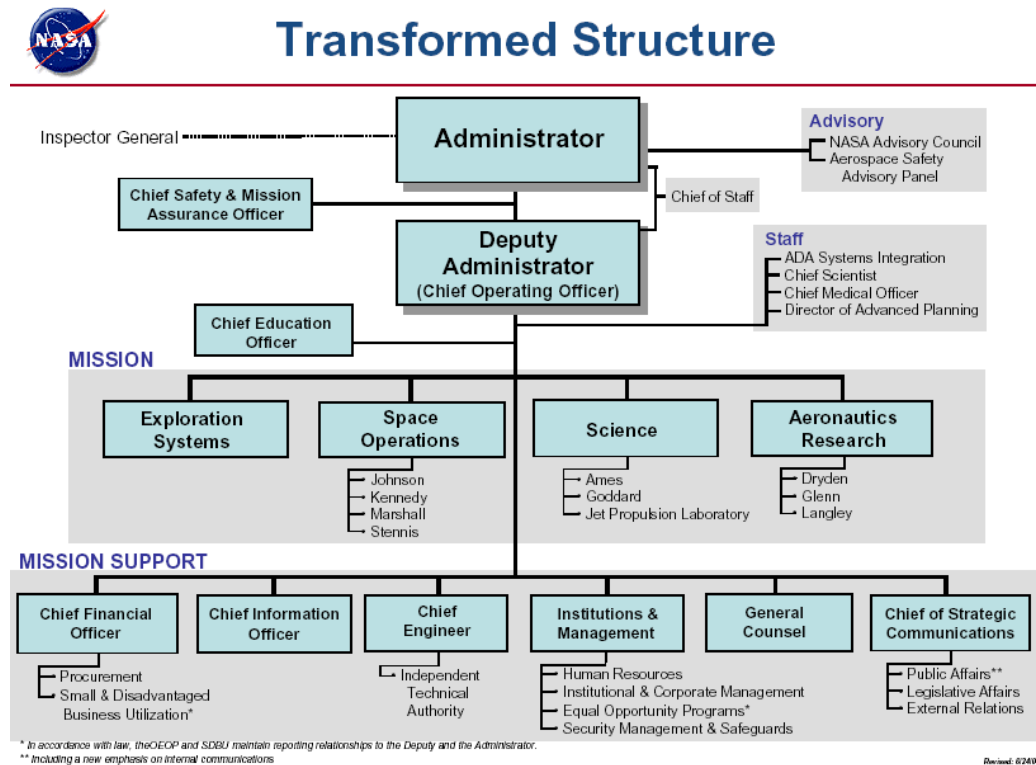 NASA
Transformed Structure
Inspector General
Administrator
Advisory
NASA Advisory Council
Aerospace Safety
Advisory Panel
Chief Safety & Mission
Assurance Officer
Chief of Staff
Deputy
Administrator
(Chief Operating Officer)
Staff
ADA Systems Integration
Chief Scientist
Chief Medical Officer
Director of Advanced Planning
Chief Education
Officer
MISSION
Exploration
Systems
Space
Operations
Johnson
Kennedy
Marshall
Stennis
Science
Ames
Goddard
Jet Propulsion Laboratory
Aeronautics
Research
Dryden
Glenn
Langley
MISSION SUPPORT
Chief Financial
Officer
Procurement
Small & Disadvantaged
Business Utilization*
Chief Information
Officer
Chief
Engineer
Independent
Technical
Authority
Institutions &
Management
Human Resources
Institutional & Corporate Management
Equal Opportunity Programs*
Security Management & Safeguards
General
Counsel
Chief of Strategic
Communications
Public Affairs**
Legislative Affairs
External Relations
* In accordance with law, theOEOP and SDBU maintain reporting relationships to the Deputy and the Administrator.
** Including a new emphasis on internal communications
Revised: